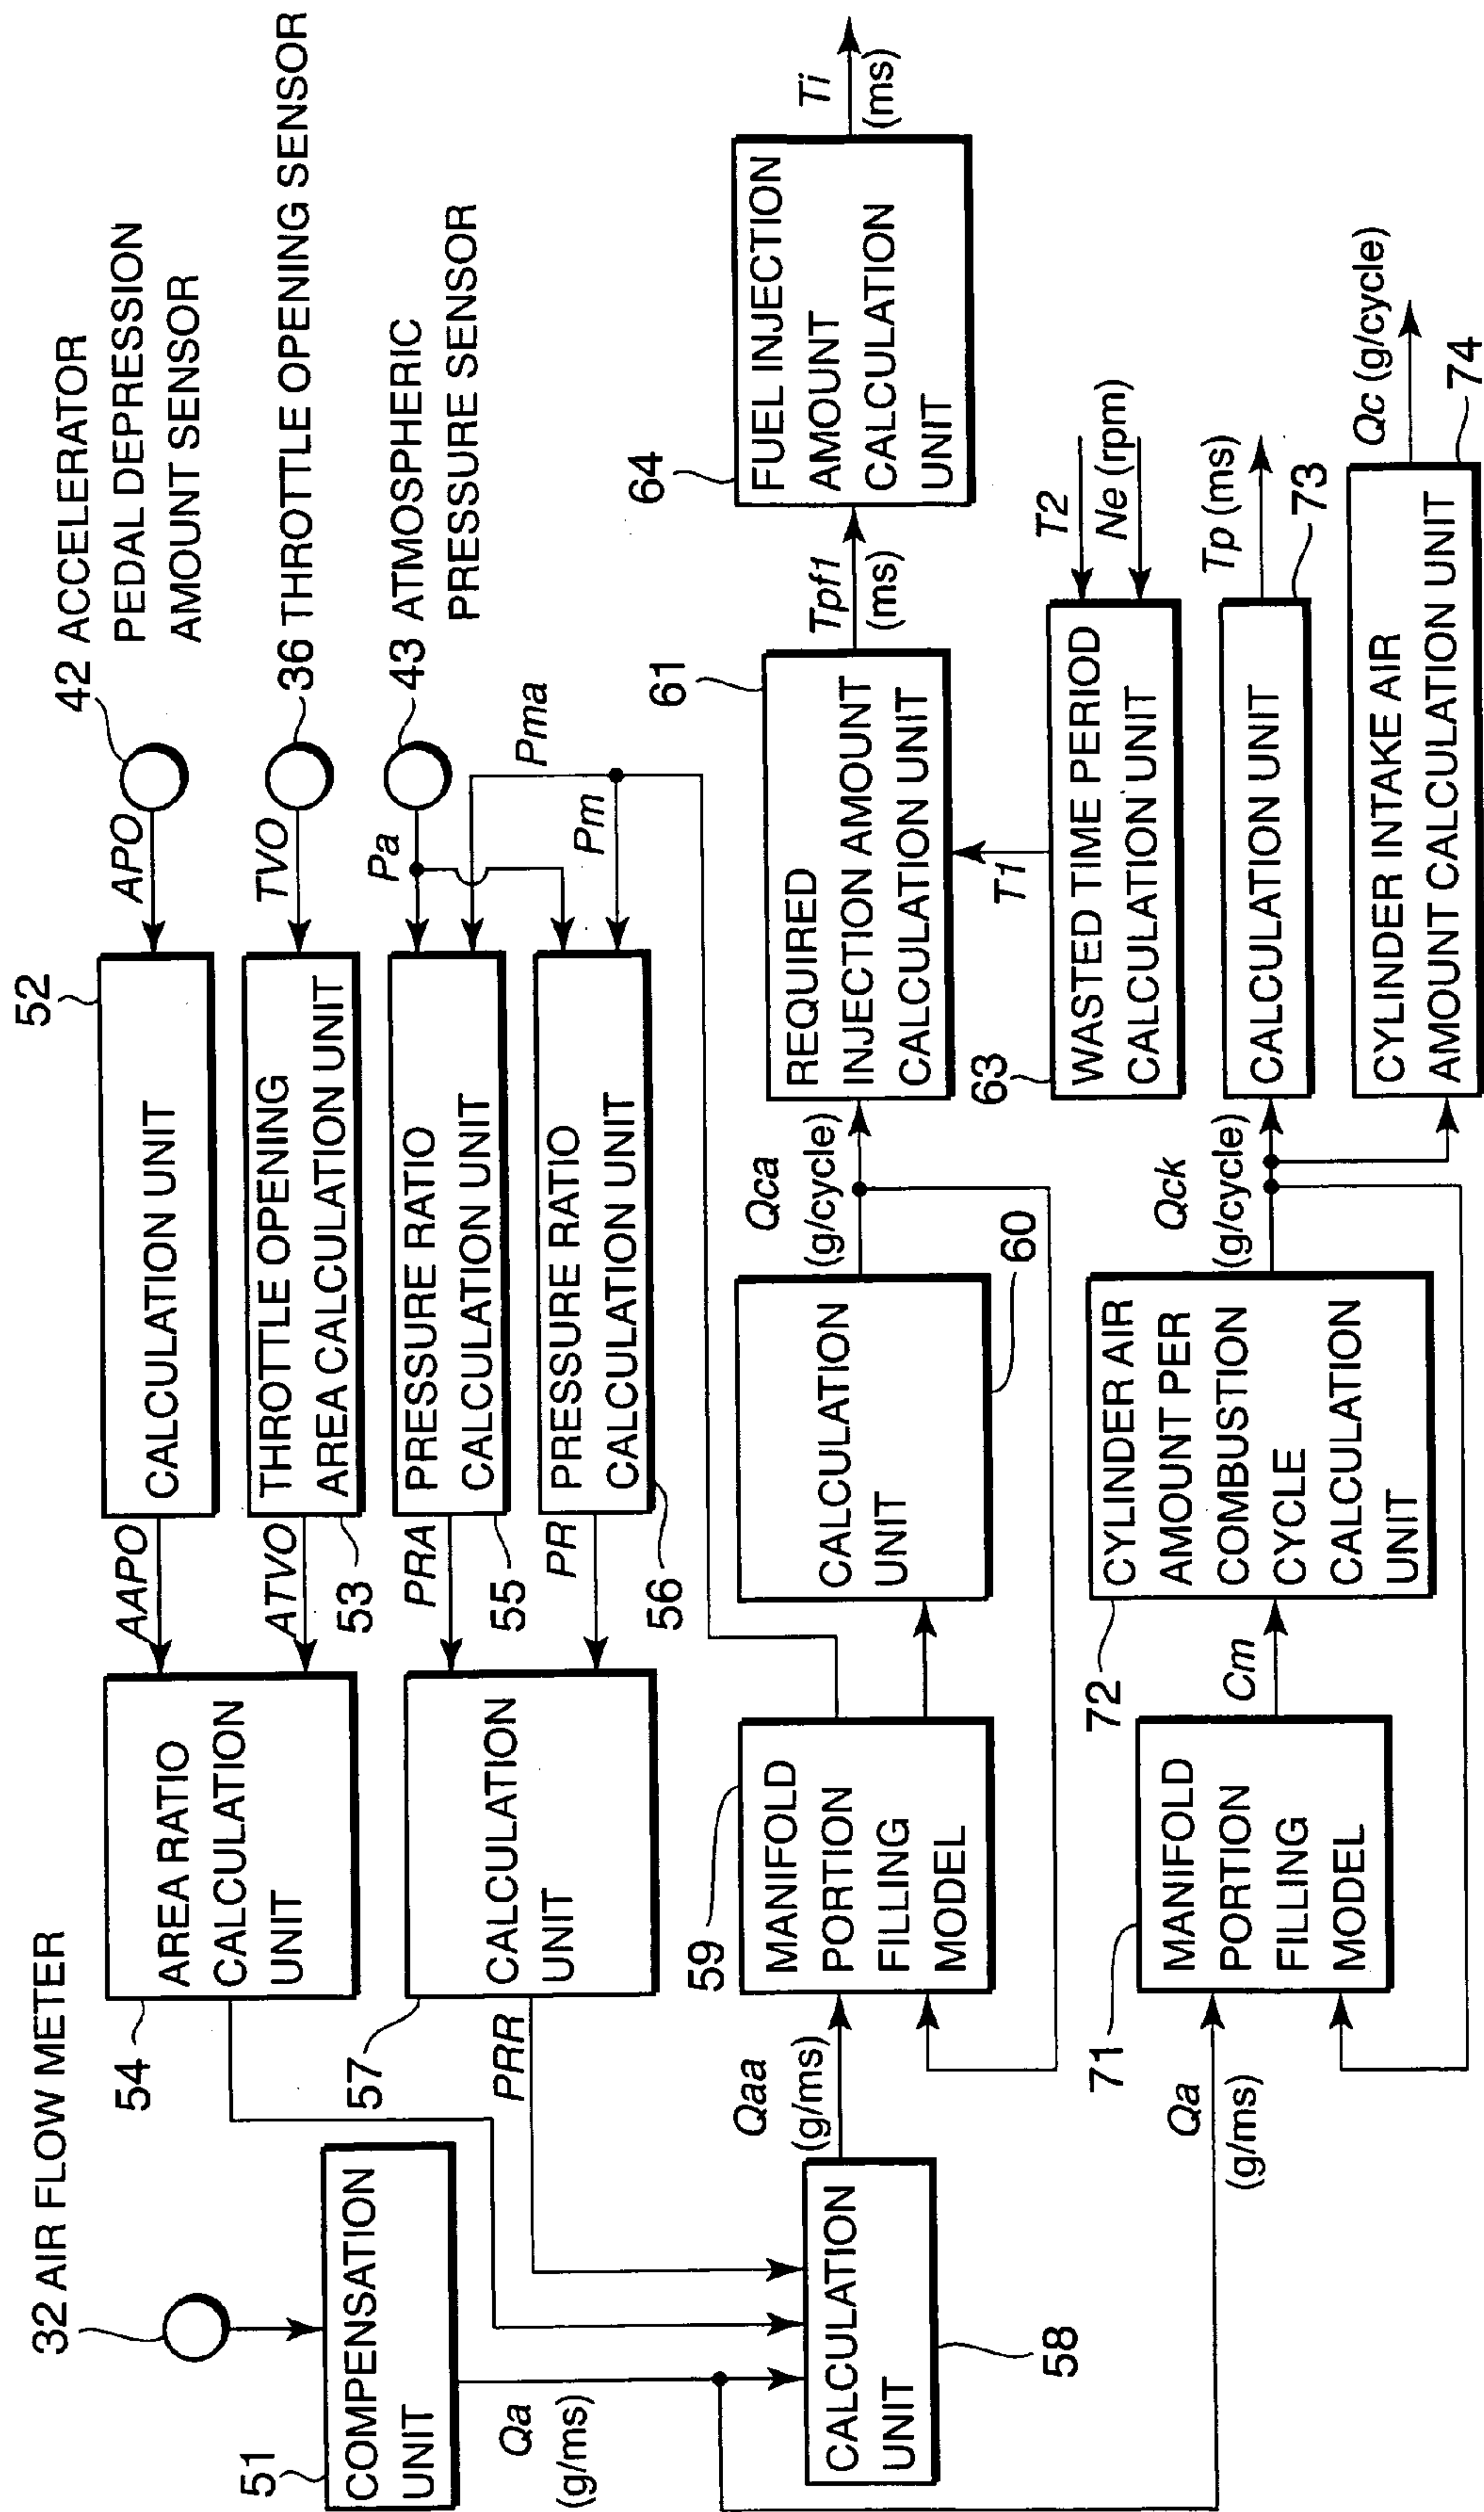 32 AIR FLOW METER
51
COMPENSATION
UNIT
Qa
(g/ms)
54
AREA RATIO
CALCULATION
UNIT
AAPO
ATVO
52
CALCULATION UNIT
APO
42 ACCELERATOR
PEDAL DEPRESSION
AMOUNT SENSOR
53
THROTTLE OPENING
AREA CALCULATION UNIT
TVO
36 THROTTLE OPENING SENSOR
57
CALCULATION
UNIT
PRR
PRA
55
PRESSURE RATIO
CALCULATION UNIT
Pa
43 ATMOSPHERIC
PRESSURE SENSOR
PR
56
PRESSURE RATIO
CALCULATION UNIT
Pm
Pma
CALCULATION
UNIT
58
Qaa
(g/ms)
59
MANIFOLD
PORTION
FILLING
MODEL
CALCULATION
UNIT
60
Qca
(g/cycle)
61
REQUIRED
INJECTION AMOUNT
CALCULATION UNIT
Tpf1
(ms)
64
FUEL INJECTION
AMOUNT
CALCULATION
UNIT
Ti
(ms)
T1
63
WASTED TIME PERIOD
CALCULATION UNIT
T2
Ne (rpm)
Qa
(g/ms)
71
MANIFOLD
PORTION
FILLING
MODEL
Cm
72
CYLINDER AIR
AMOUNT PER
COMBUSTION
CYCLE
CALCULATION
UNIT
Qck
(g/cycle)
CALCULATION UNIT
73
Tp (ms)
CYLINDER INTAKE AIR
AMOUNT CALCULATION UNIT
74
Qc (g/cycle)